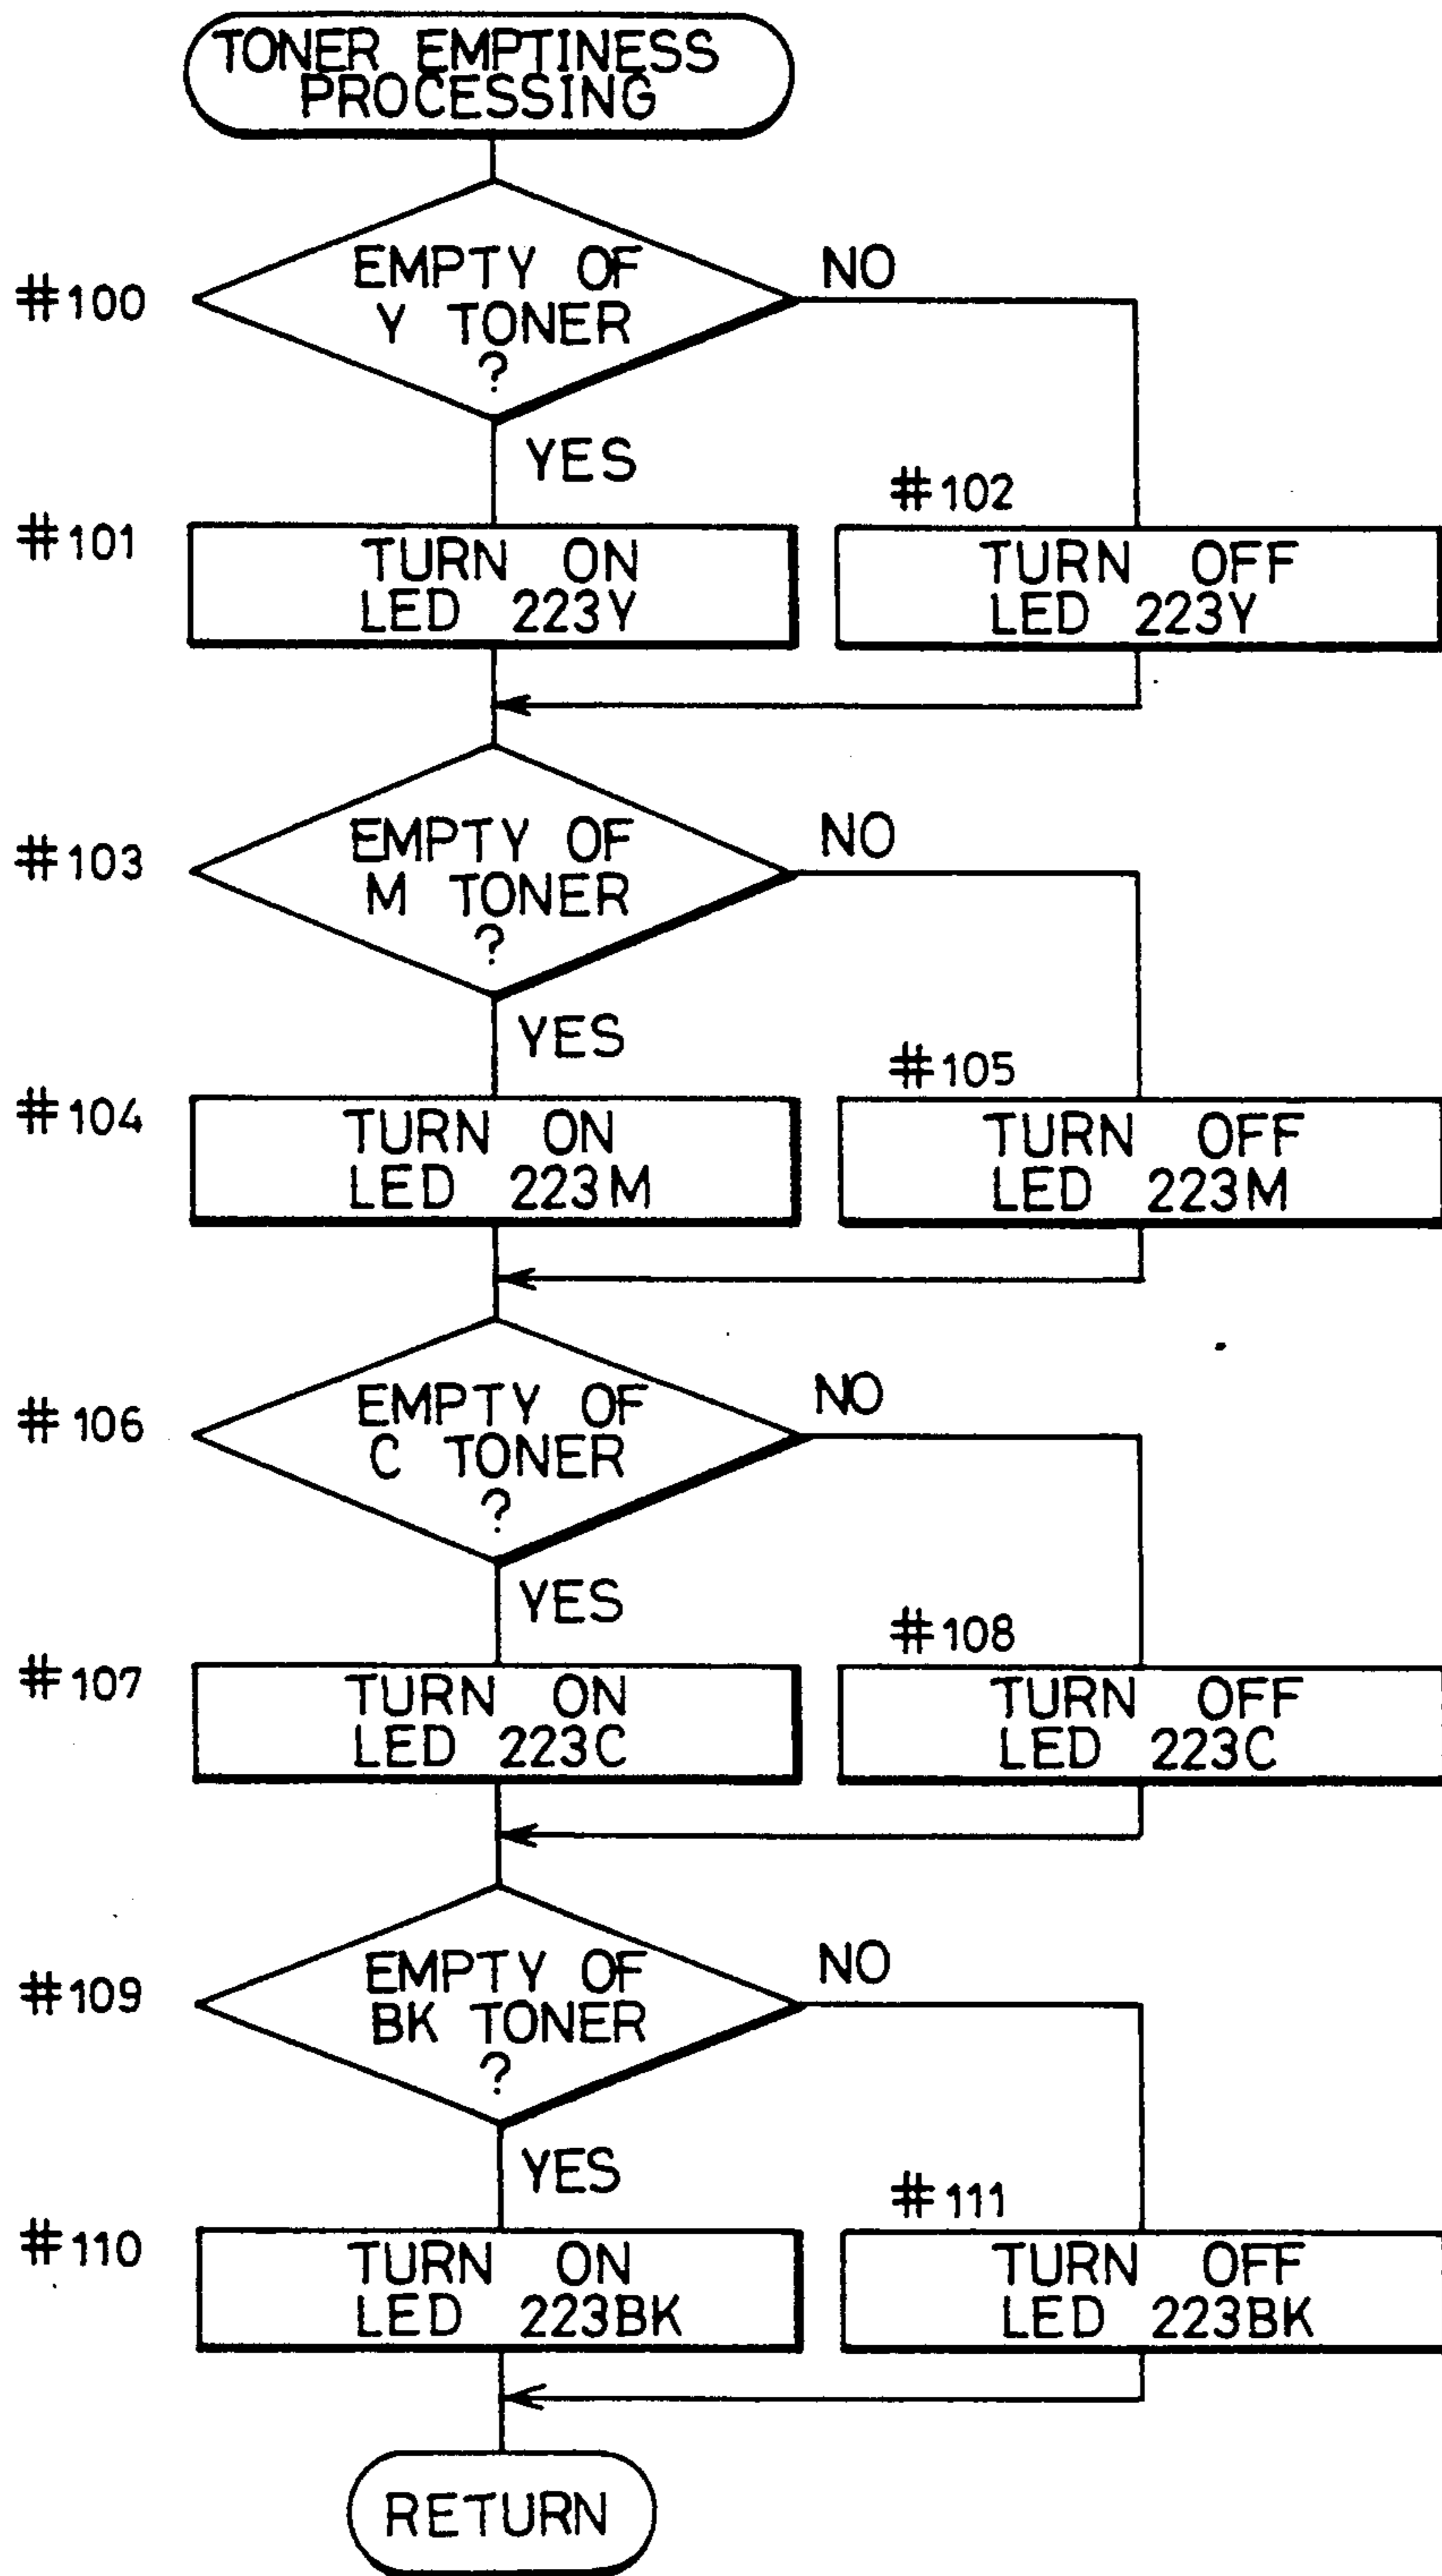 TONER EMPTINESS
PROCESSING
#100
EMPTY OF
Y TONER
?
NO
YES
#101
TURN ON
LED 223Y
#102
TURN OFF
LED 223Y
#103
EMPTY OF
M TONER
?
NO
YES
#104
TURN ON
LED 223M
#105
TURN OFF
LED 223M
#106
EMPTY OF
C TONER
?
NO
YES
#107
TURN ON
LED 223C
#108
TURN OFF
LED 223C
#109
EMPTY OF
BK TONER
?
NO
YES
#110
TURN ON
LED 223BK
#111
TURN OFF
LED 223BK
RETURN